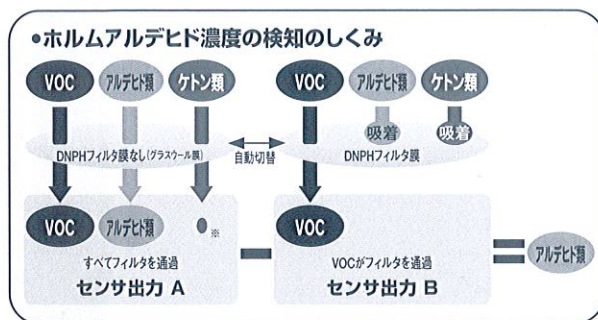 ●ホルムアルデヒド濃度の検知のしくみ
VOC アルデヒド類 ケトン類
VOC アルデヒド類 ケトン類
吸着 吸着
DNPHフィルタ膜なし(グラスウール膜)
自動切替
DNPHフィルタ膜
VOC アルデヒド類 ※
すべてフィルタを通過
センサ出力 A
VOC
VOCがフィルタを通過
センサ出力 B
アルデヒド類